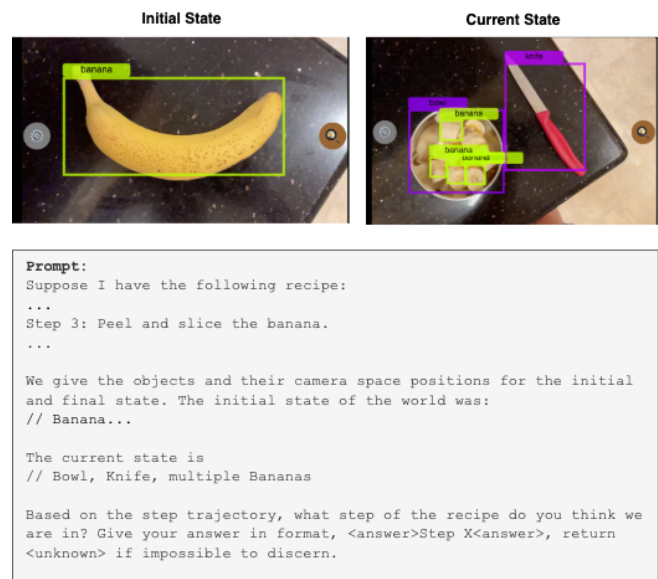 Initial State
Current State
banana
knife
bowl
banana
banana
banana
Prompt:
Suppose I have the following recipe:
...
Step 3: Peel and slice the banana.
...
We give the objects and their camera space positions for the initial
and final state. The initial state of the world was:
// Banana...
The current state is
// Bowl, Knife, multiple Bananas
Based on the step trajectory, what step of the recipe do you think we
are in? Give your answer in format, <answer>Step X<answer>, return
<unknown> if impossible to discern.